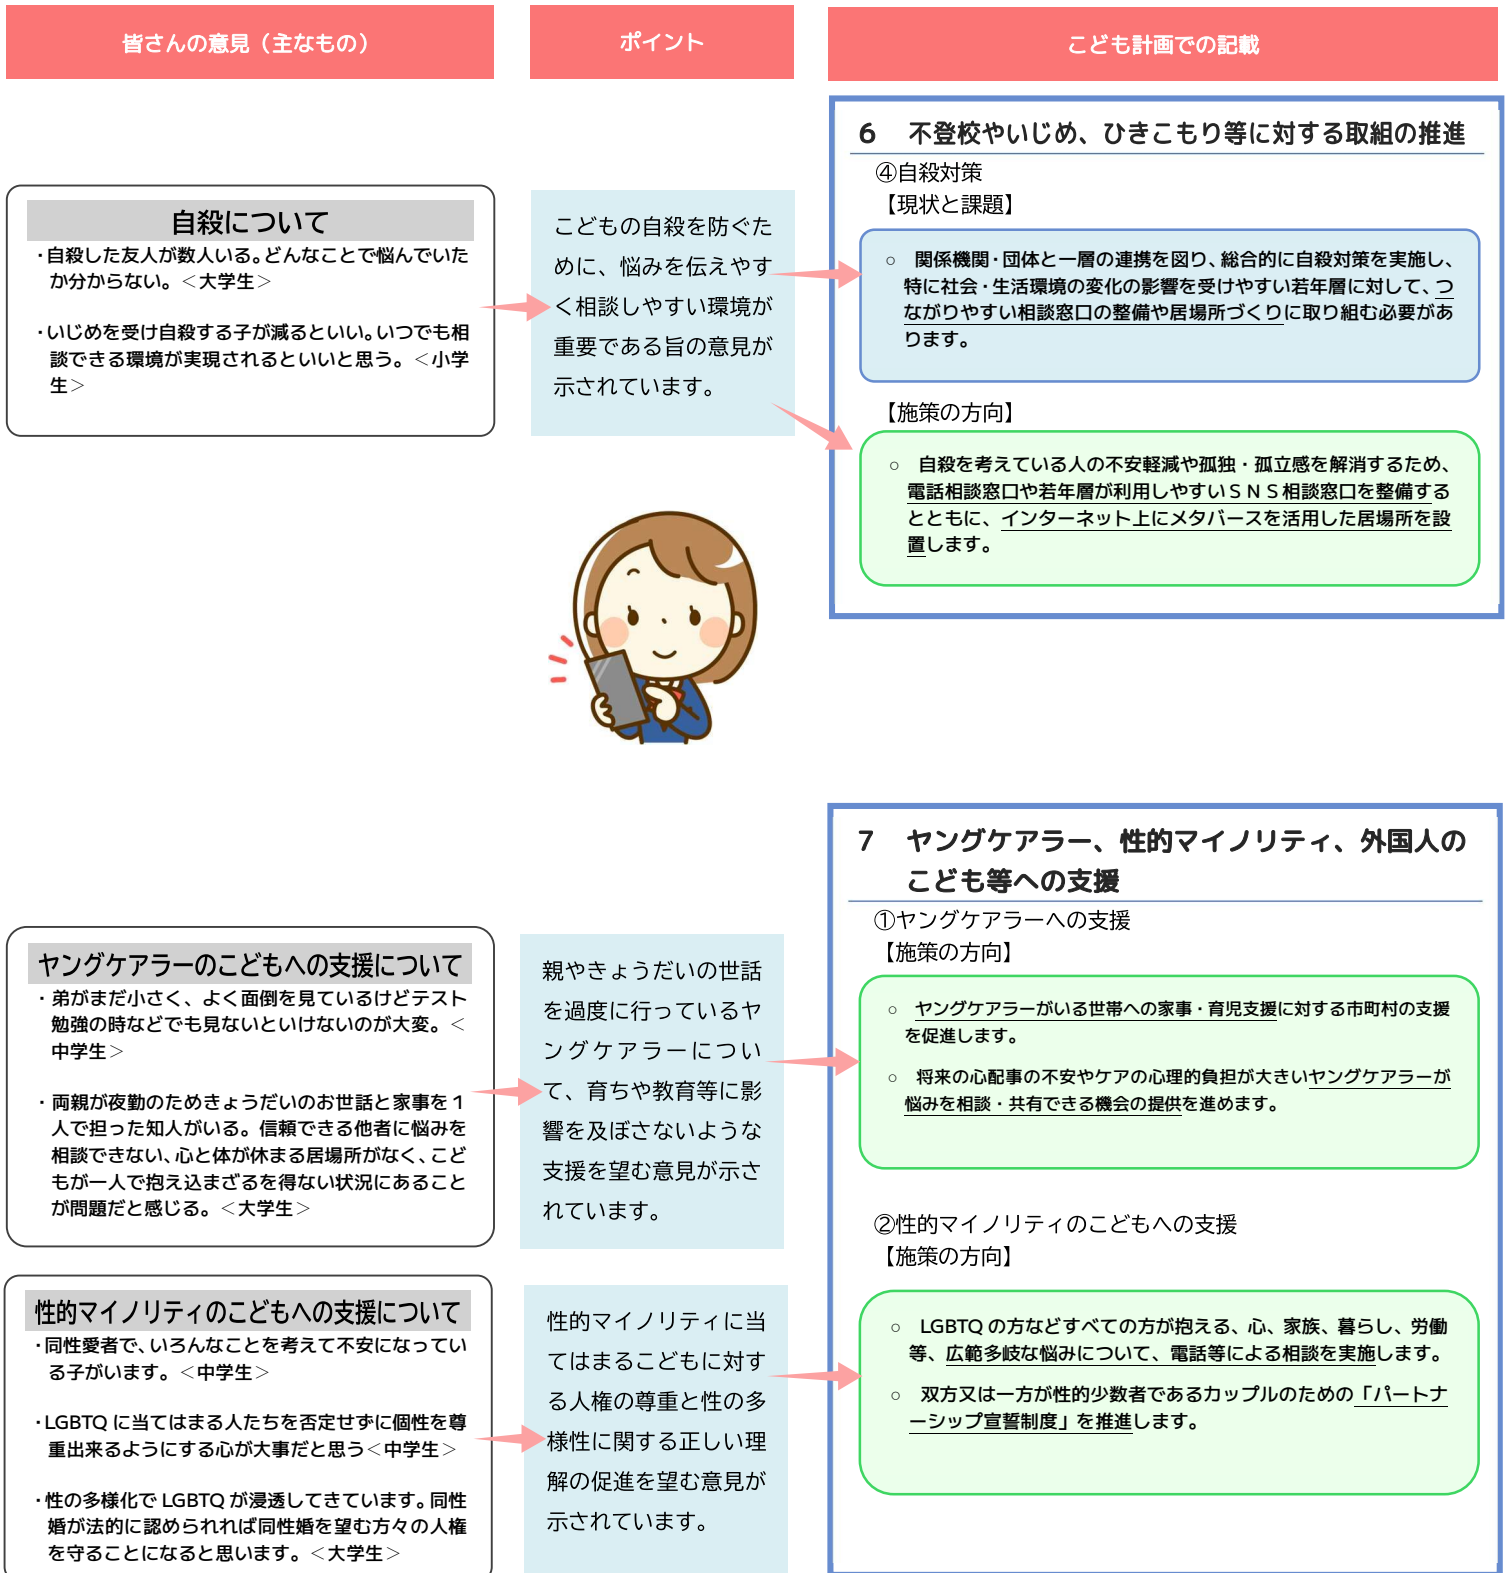 皆さんの意見（主なもの）
ポイント
こども計画での記載
自殺について
・自殺した友人が数人いる。どんなことで悩んでいた
か分からない。＜大学生＞
・いじめを受け自殺する子が減るといい。いつでも相
談できる環境が実現されるといいと思う。＜小学
生＞
こどもの自殺を防ぐた
めに、悩みを伝えやす
く相談しやすい環境が
重要である旨の意見が
示されています。
6　不登校やいじめ、ひきこもり等に対する取組の推進
④自殺対策
【現状と課題】
○　関係機関・団体と一層の連携を図り、総合的に自殺対策を実施し、
特に社会・生活環境の変化の影響を受けやすい若年層に対して、つ
ながりやすい相談窓口の整備や居場所づくりに取り組む必要があ
ります。
【施策の方向】
○　自殺を考えている人の不安軽減や孤独・孤立感を解消するため、
電話相談窓口や若年層が利用しやすいＳＮＳ相談窓口を整備する
とともに、インターネット上にメタバースを活用した居場所を設
置します。
ヤングケアラーのこどもへの支援について
・弟がまだ小さく、よく面倒を見ているけどテスト
勉強の時などでも見ないといけないのが大変。＜
中学生＞
・両親が夜勤のためきょうだいのお世話と家事を１
人で担った知人がいる。信頼できる他者に悩みを
相談できない、心と体が休まる居場所がなく、こど
もが一人で抱え込まざるを得ない状況にあること
が問題だと感じる。＜大学生＞
親やきょうだいの世話
を過度に行っているヤ
ングケアラーについ
て、育ちや教育等に影
響を及ぼさないような
支援を望む意見が示さ
れています。
7　ヤングケアラー、性的マイノリティ、外国人の
こども等への支援
①ヤングケアラーへの支援
【施策の方向】
○　ヤングケアラーがいる世帯への家事・育児支援に対する市町村の支援
を促進します。
○　将来の心配事の不安やケアの心理的負担が大きいヤングケアラーが
悩みを相談・共有できる機会の提供を進めます。
性的マイノリティのこどもへの支援について
・同性愛者で、いろんなことを考えて不安になってい
る子がいます。＜中学生＞
・LGBTQ に当てはまる人たちを否定せずに個性を尊
重出来るようにする心が大事だと思う＜中学生＞
・性の多様化で LGBTQ が浸透してきています。同性
婚が法的に認められれば同性婚を望む方々の人権
を守ることになると思います。＜大学生＞
性的マイノリティに当
てはまるこどもに対す
る人権の尊重と性の多
様性に関する正しい理
解の促進を望む意見が
示されています。
②性的マイノリティのこどもへの支援
【施策の方向】
○　LGBTQ の方などすべての方が抱える、心、家族、暮らし、労働
等、広範多岐な悩みについて、電話等による相談を実施します。
○　双方又は一方が性的少数者であるカップルのための「パートナ
ーシップ宣誓制度」を推進します。